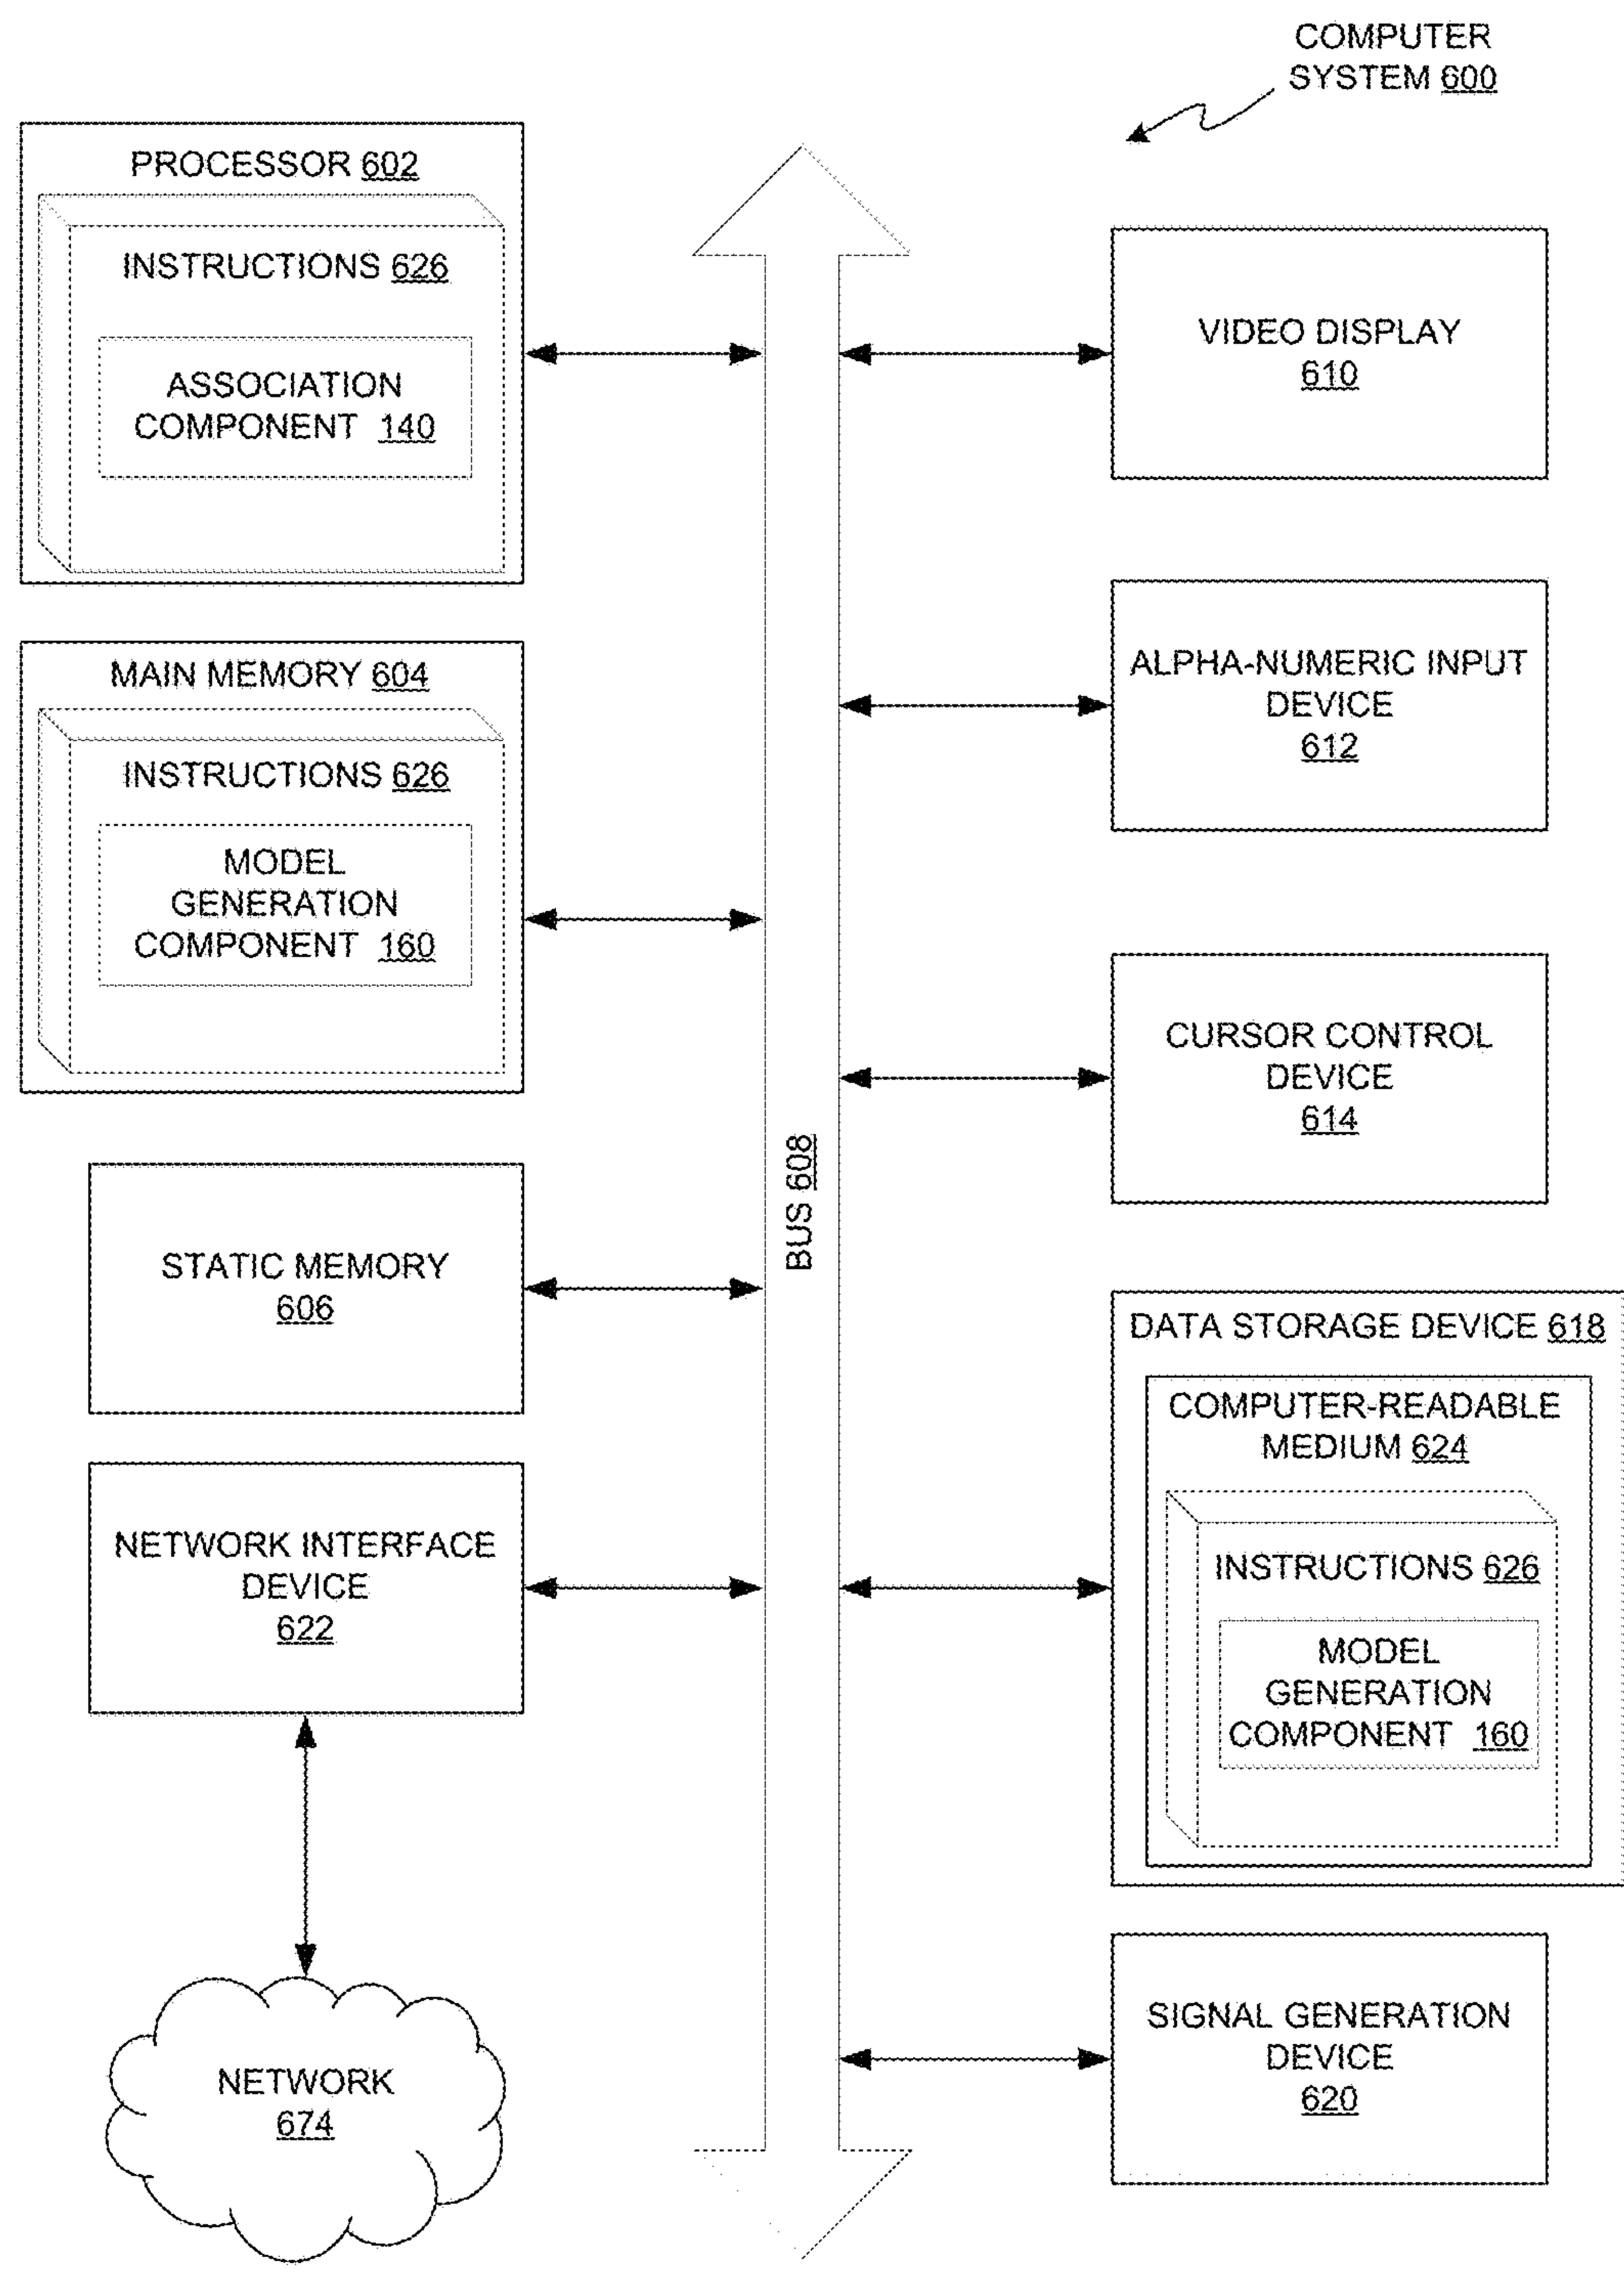 COMPUTER
SYSTEM 600
PROCESSOR 602
INSTRUCTIONS 626
ASSOCIATION
COMPONENT 140
MAIN MEMORY 604
INSTRUCTIONS 626
MODEL
GENERATION
COMPONENT 160
STATIC MEMORY
606
NETWORK INTERFACE
DEVICE
622
NETWORK
674
BUS 608
VIDEO DISPLAY
610
ALPHA-NUMERIC INPUT
DEVICE
612
CURSOR CONTROL
DEVICE
614
DATA STORAGE DEVICE 618
COMPUTER-READABLE
MEDIUM 624
INSTRUCTIONS 626
MODEL
GENERATION
COMPONENT 160
SIGNAL GENERATION
DEVICE
620